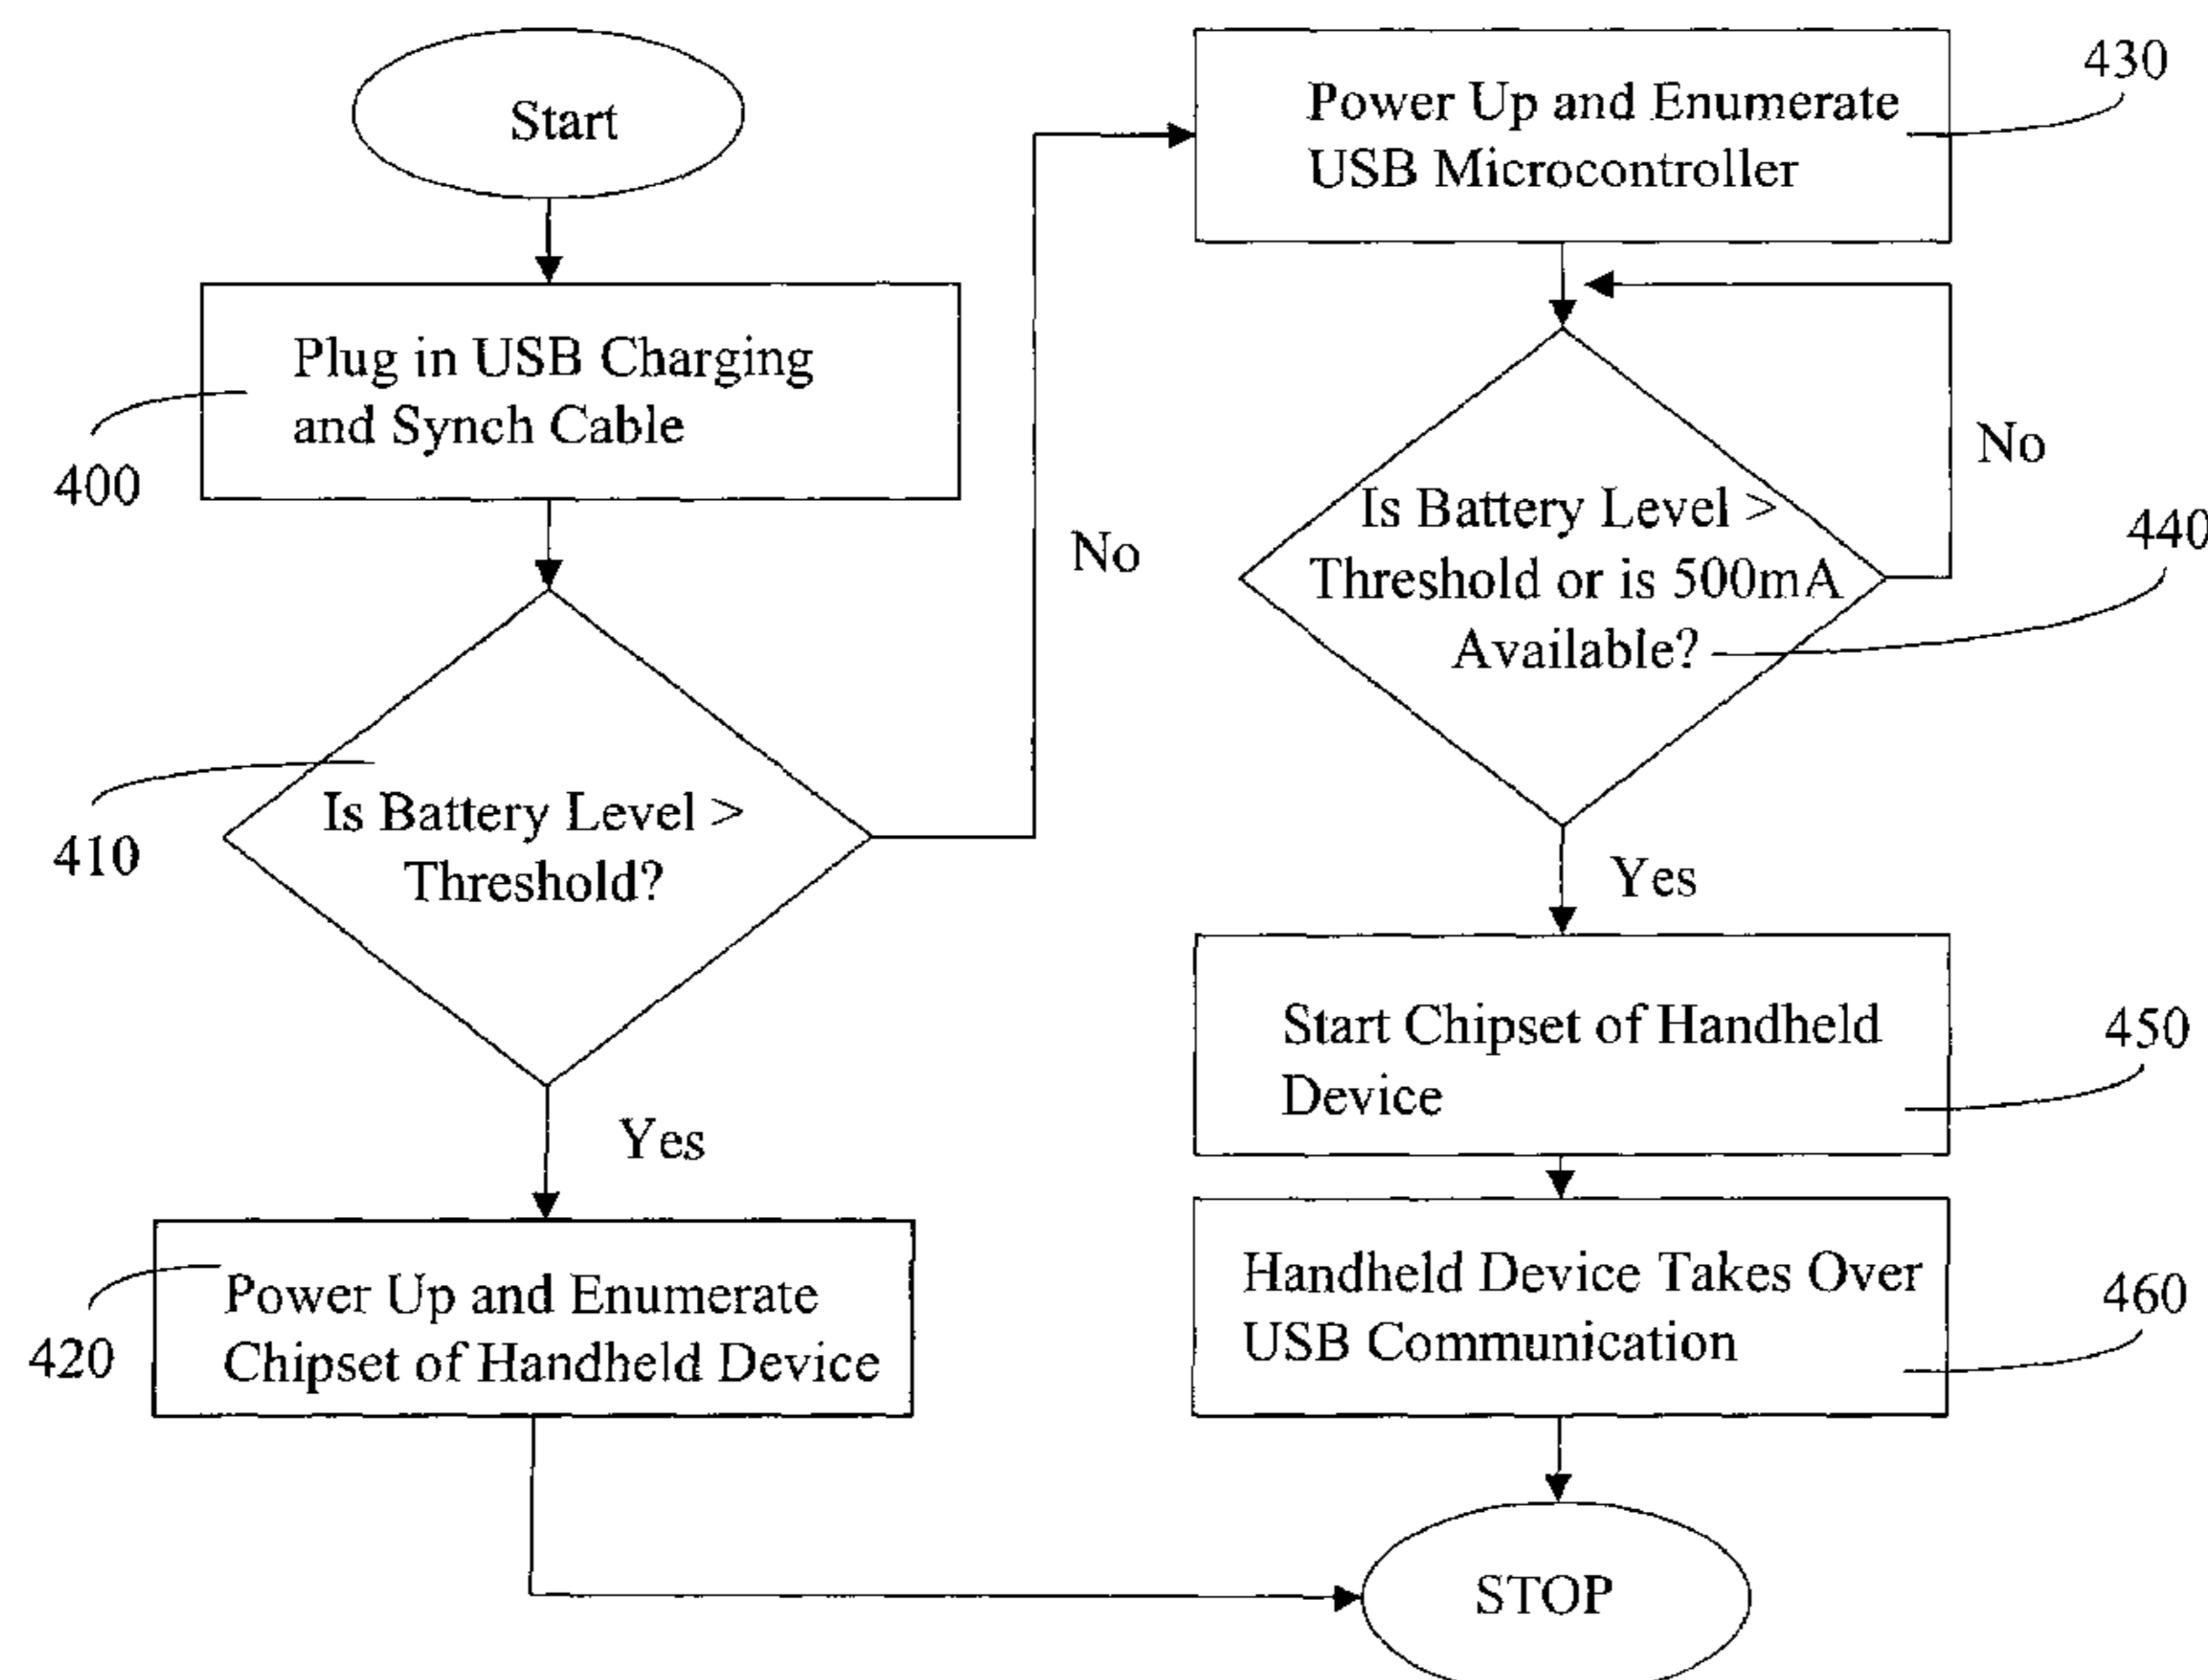 Start
Plug in USB Charging
and Synch Cable
400
Is Battery Level >
Threshold?
410
No
Yes
Power Up and Enumerate
Chipset of Handheld Device
420
Power Up and Enumerate
USB Microcontroller
430
Is Battery Level >
Threshold or is 500mA
Available?
440
No
Yes
Start Chipset of Handheld
Device
450
Handheld Device Takes Over
USB Communication
460
STOP